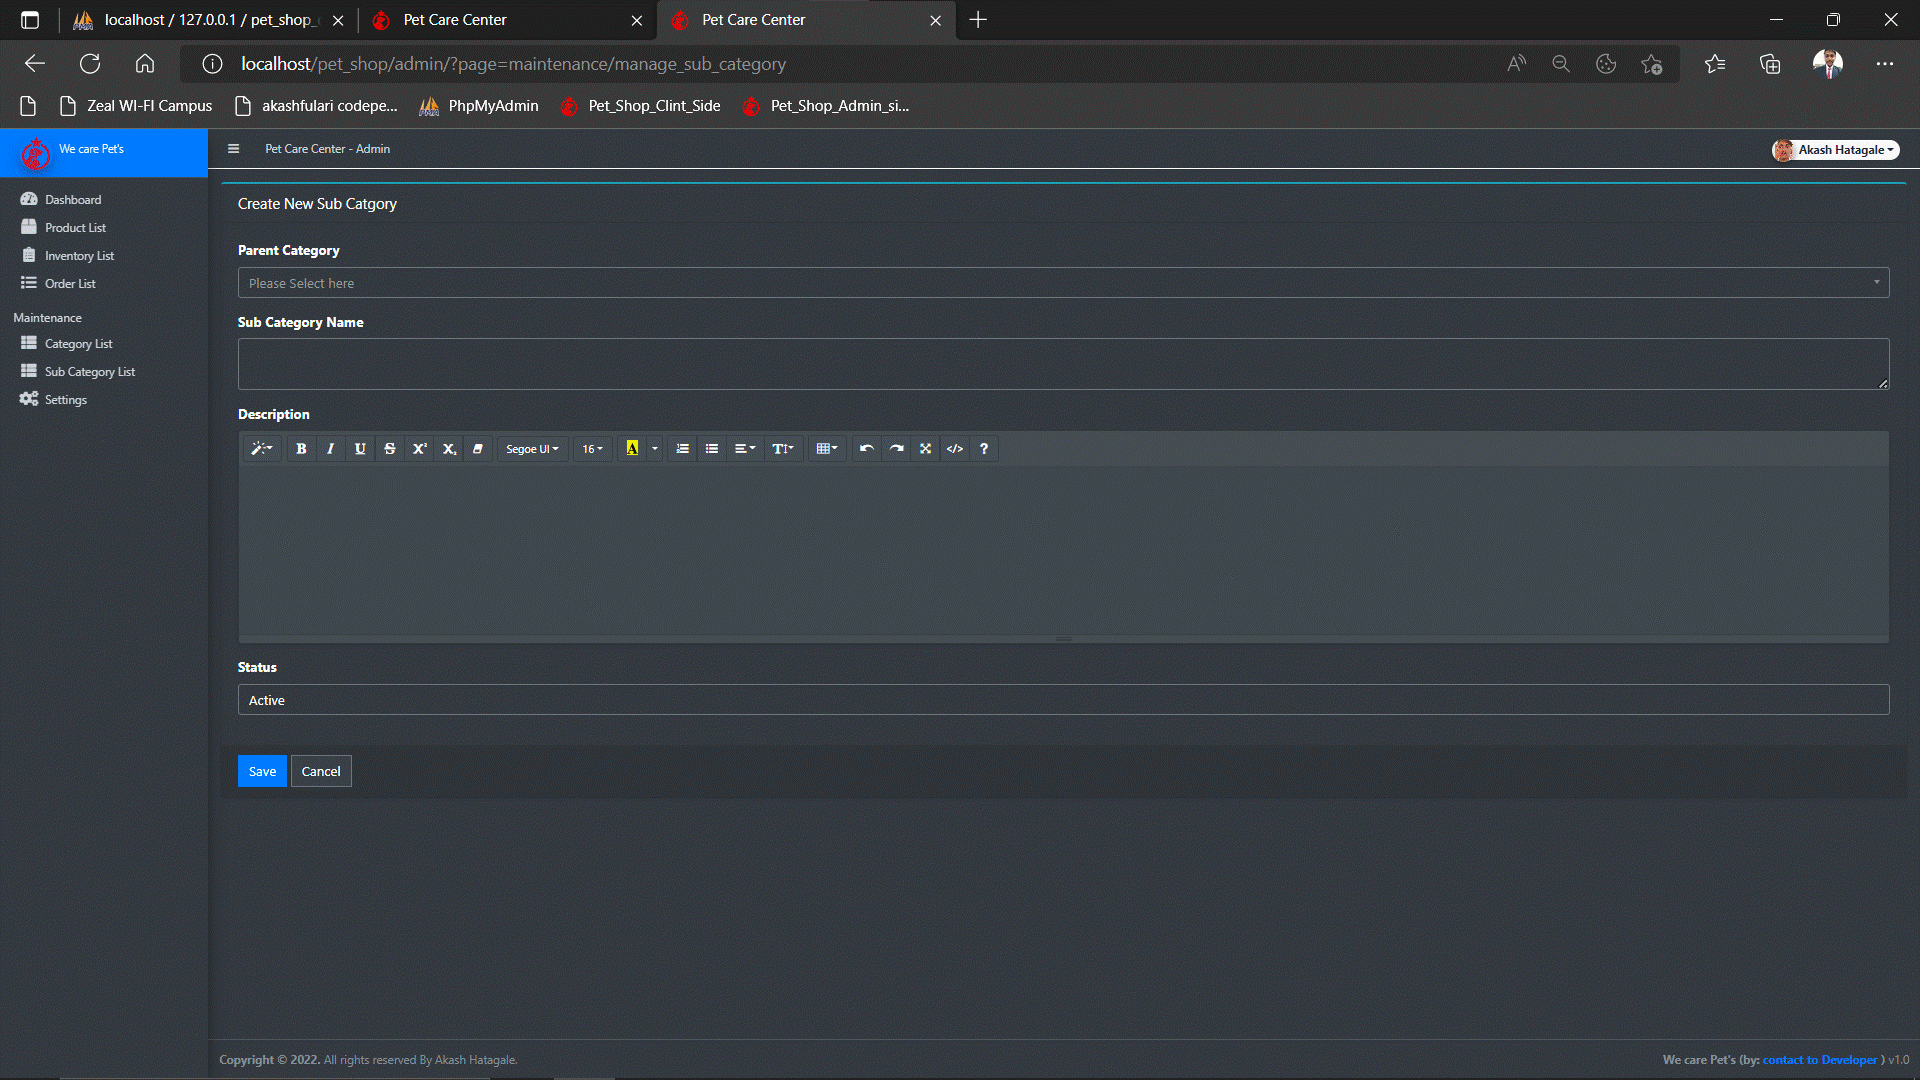 localhost / 127.0.0.1 / pet_shop_
Pet Care Center
Pet Care Center
localhost/pet_shop/admin/?page=maintenance/manage_sub_category
Zeal WI-FI Campus
akashfulari codepe...
PhpMyAdmin
Pet_Shop_Clint_Side
Pet_Shop_Admin_si...
We care Pet's
Pet Care Center - Admin
Akash Hatagale
Dashboard
Product List
Inventory List
Order List
Maintenance
Category List
Sub Category List
Settings
Create New Sub Catgory
Parent Category
Please Select here
Sub Category Name
Description
B I U S X² X₂ Segoe UI 16 A T </> ?
Status
Active
Save Cancel
Copyright © 2022. All rights reserved By Akash Hatagale.
We care Pet's (by: contact to Developer ) v1.0